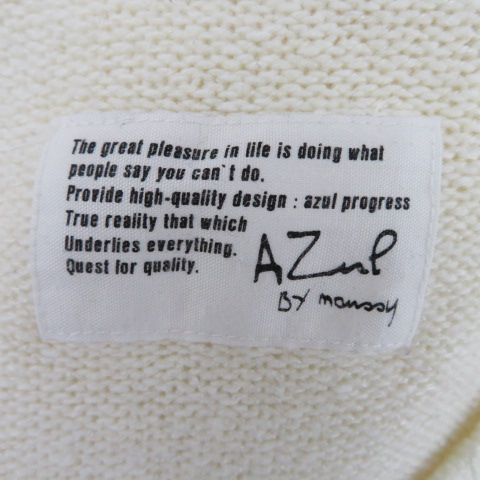 The great pleasure in life is doing what
people say you can`t do.
Provide high-quality design : azul progress
True reality that which
Underlies everything.
Quest for quality.
AZul
BY moussy